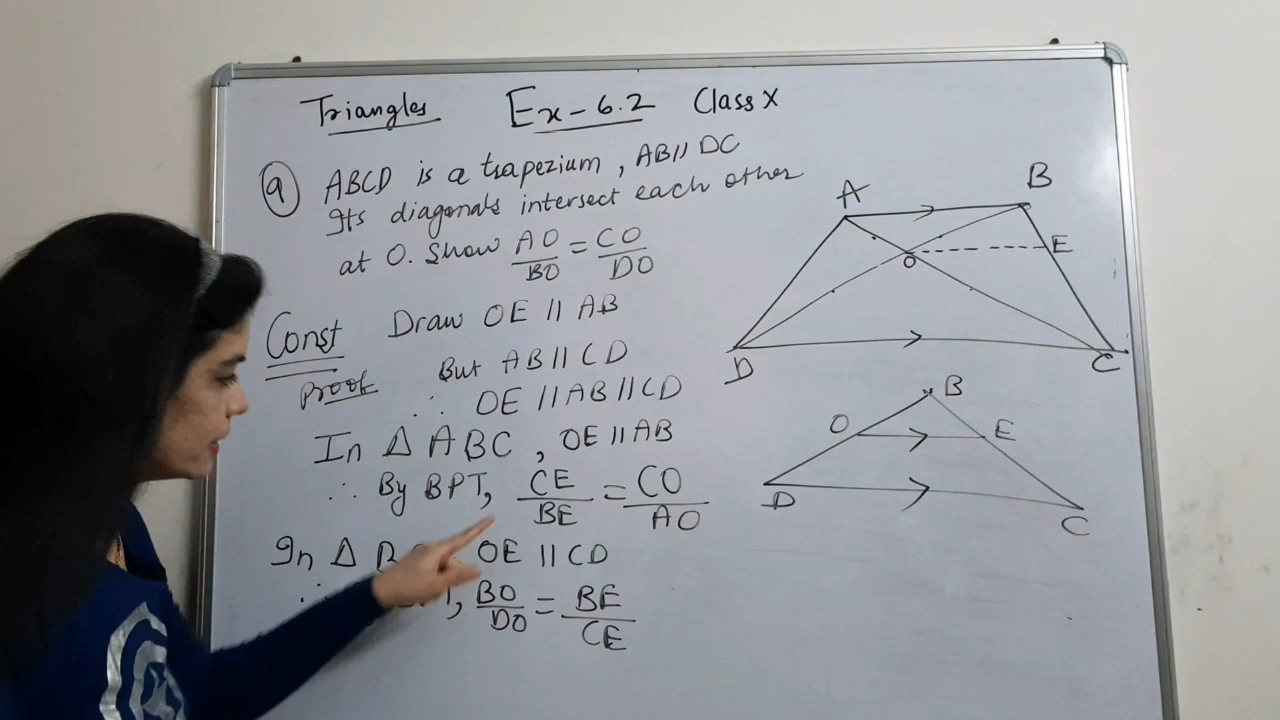 Triangles Ex-6.2 Class X
9 ABCD is a trapezium, AB∥DC
Its diagonals intersect each other
at O. Show AO/BO = CO/DO
Const Draw OE ∥ AB
Proof But AB∥CD
∴ OE∥AB∥CD
In Δ ABC, OE∥AB
∴ By BPT, CE/BE = CO/AO
In Δ B OE ∥ CD
∴ BO/DO = BE/CE
A B
O E
D C
B
O E
D C